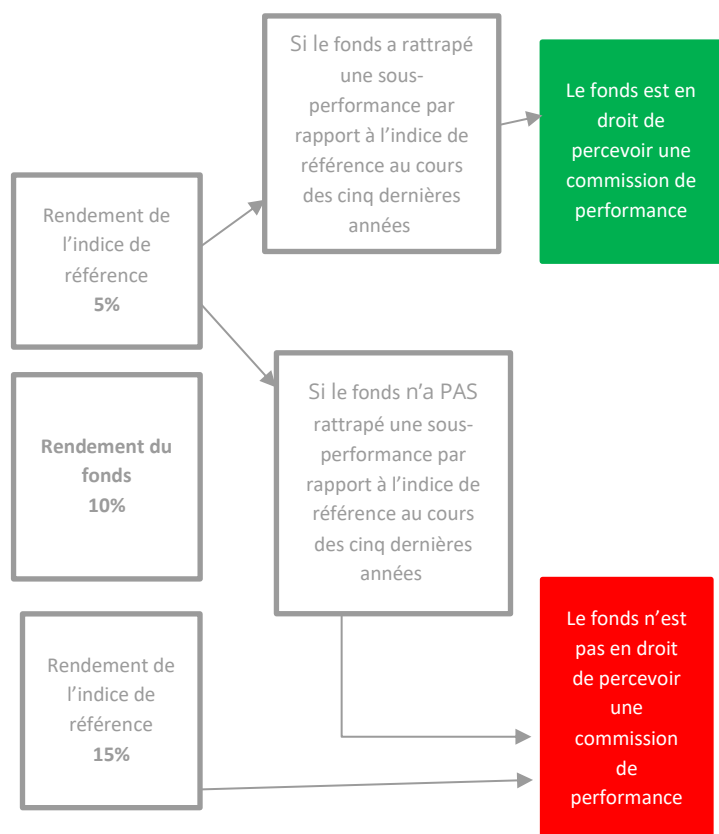 Si le fonds a rattrapé
une sous-
performance par
rapport à l'indice de
référence au cours
des cinq dernières
années
Le fonds est en
droit de
percevoir une
commission de
performance
Rendement de
l'indice de
référence
5%
Si le fonds n'a PAS
rattrapé une sous-
performance par
rapport à l'indice de
référence au cours
des cinq dernières
années
Rendement du
fonds
10%
Le fonds n'est
pas en droit
de percevoir
une
commission
de
performance
Rendement de
l'indice de
référence
15%